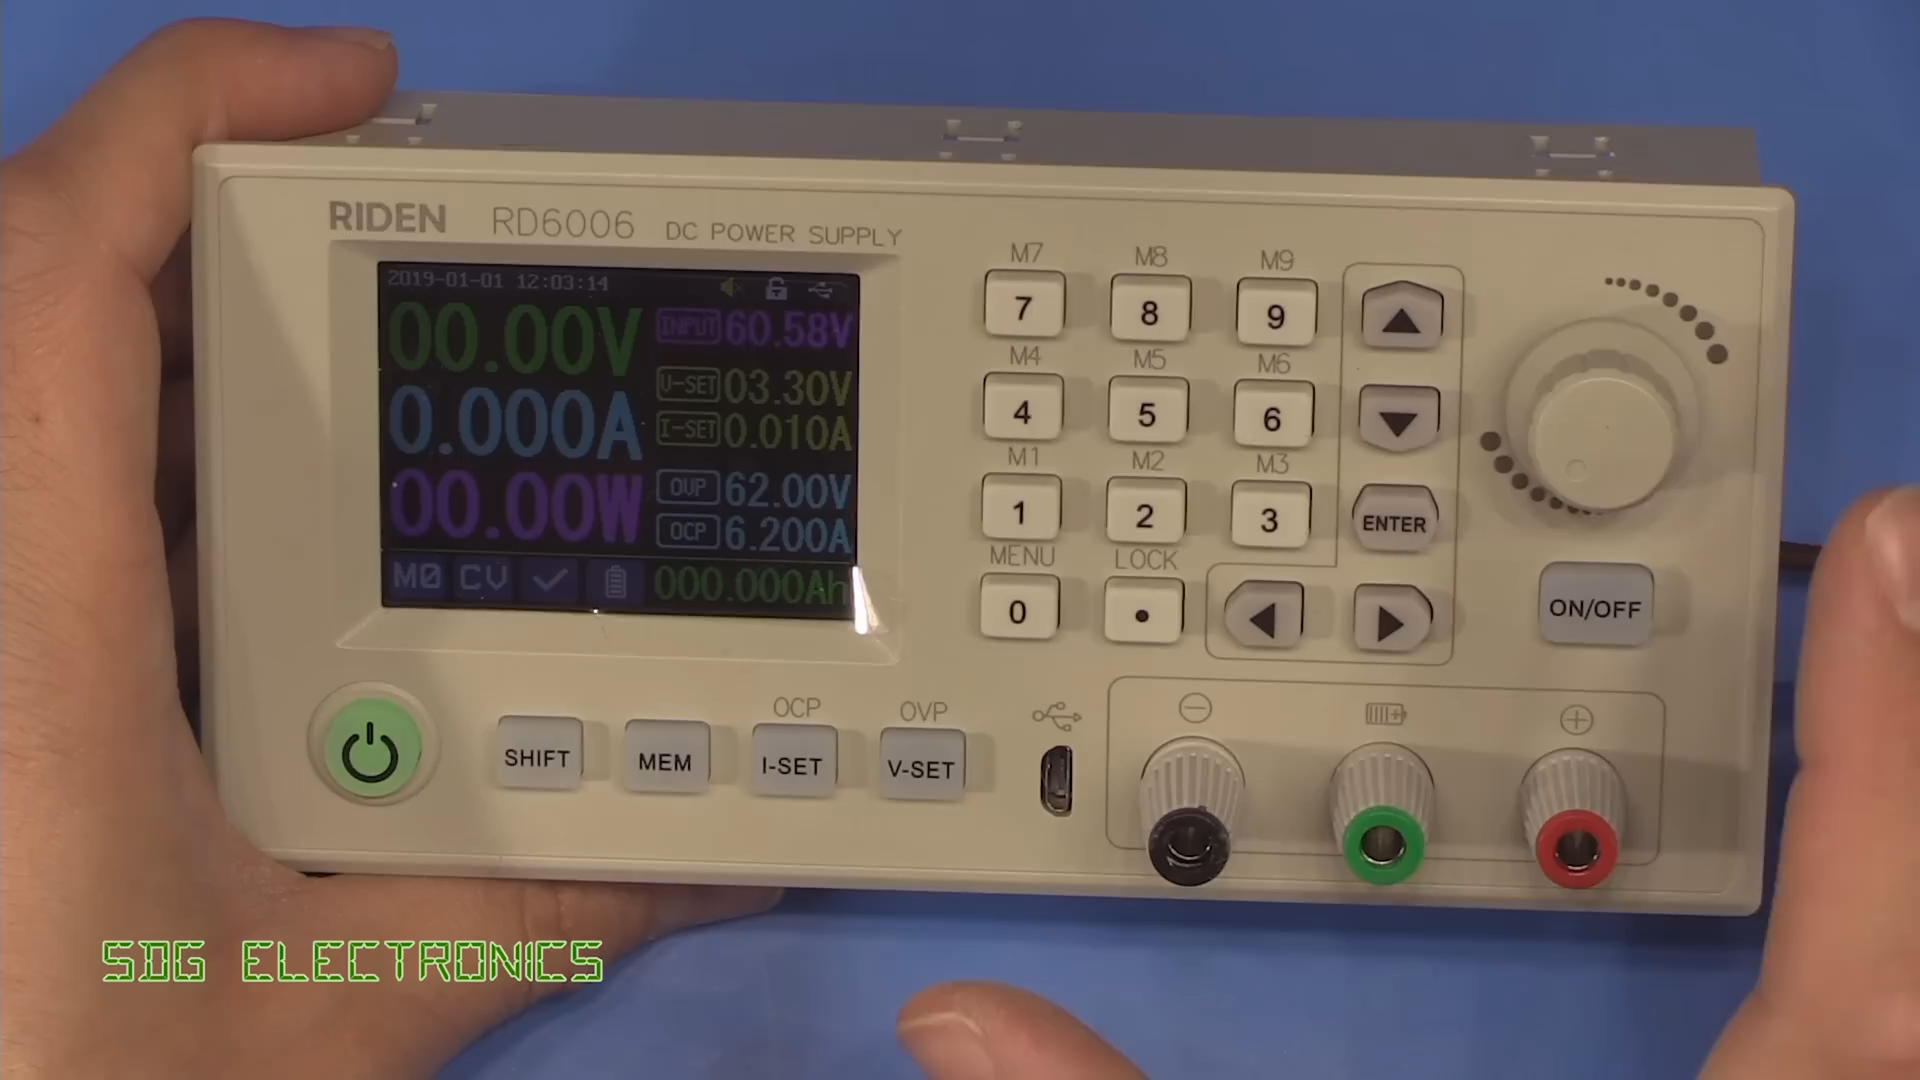 RIDEN RD6006 DC POWER SUPPLY
2019-01-01 12:03:14
00.00V
INPUT 60.58V
0.000A
V-SET 03.30V
I-SET 0.010A
00.00W
OVP 62.00V
OCP 6.200A
M0 CV 000.000Ah
M7 M8 M9
7 8 9
M4 M5 M6
4 5 6
M1 M2 M3
1 2 3
ENTER
MENU LOCK
0 •
ON/OFF
OCP OVP
SHIFT MEM I-SET V-SET
SDG ELECTRONICS